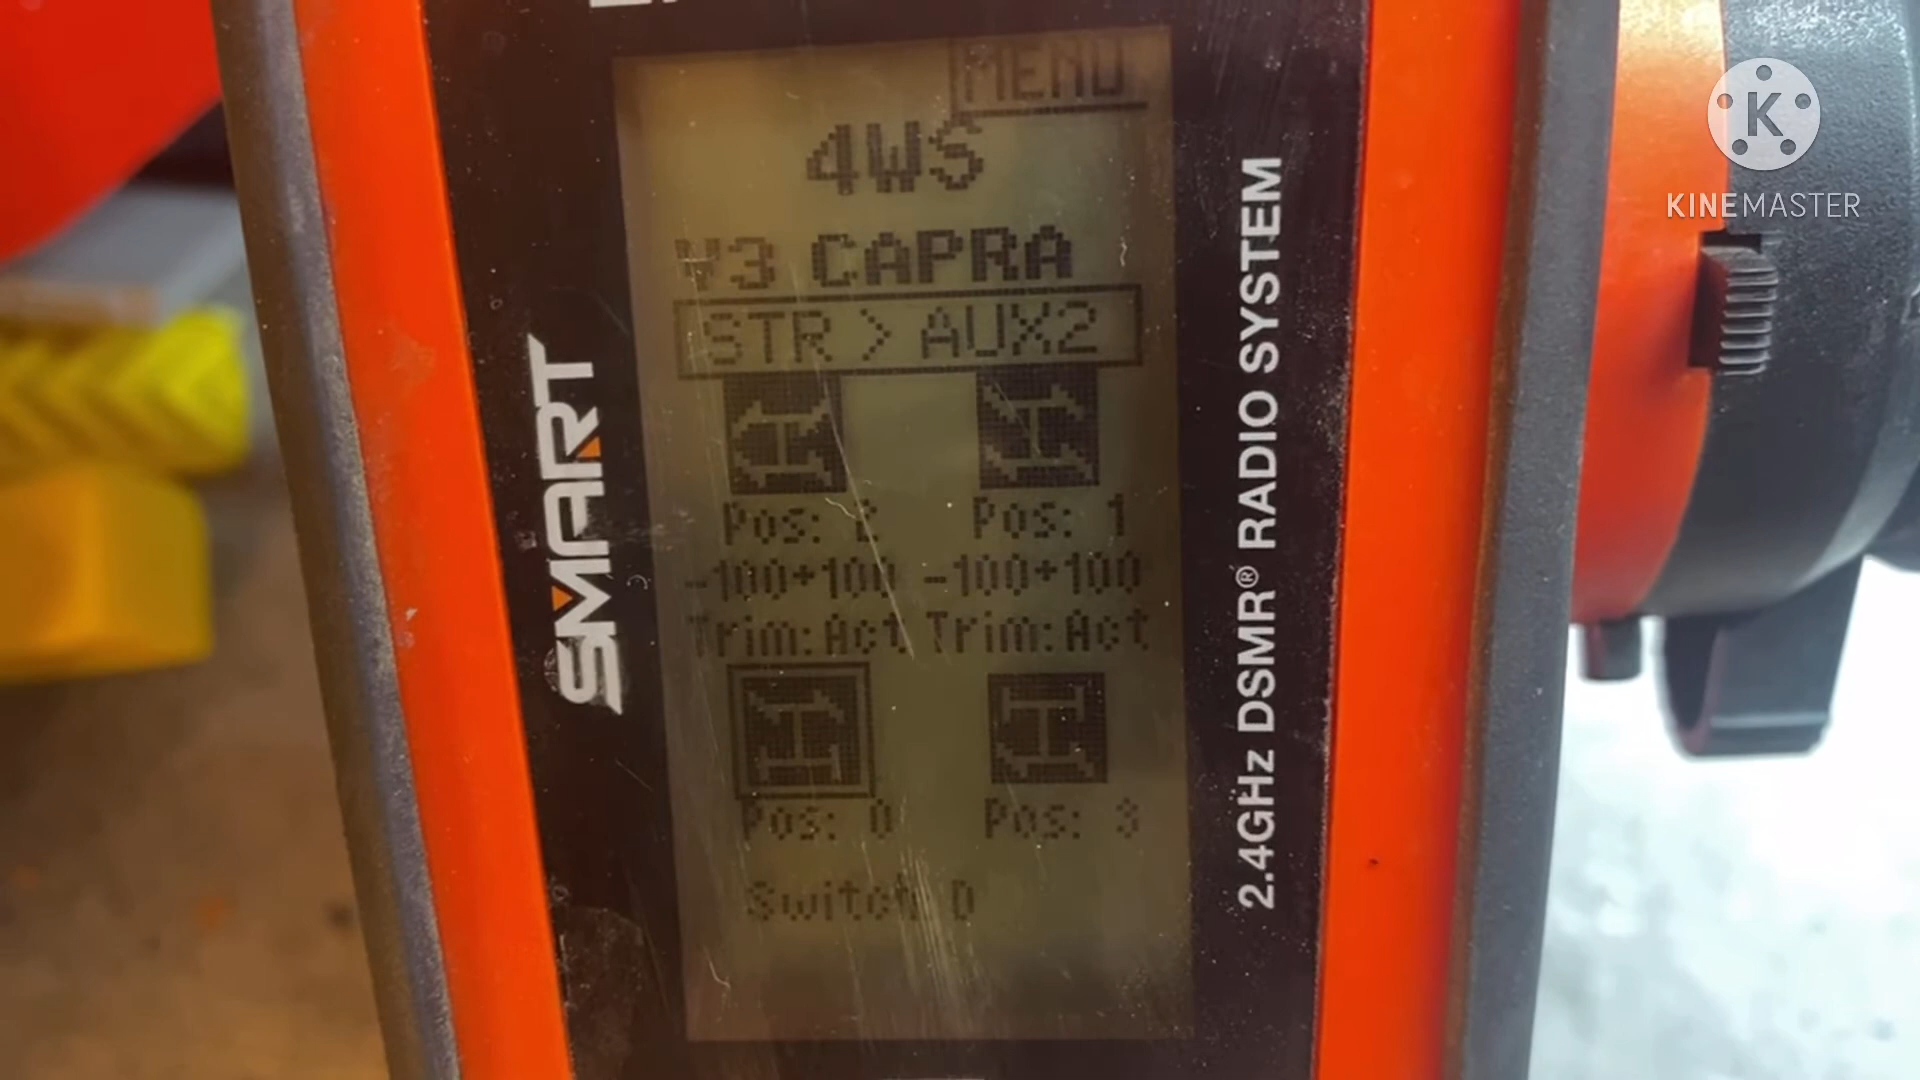 MENU
4WS
V3 CAPRA
STR > AUX2
Pos: 2 Pos: 1
-100+100 -100+100
Trim:Act Trim:Act
Pos: 0 Pos: 3
Switch D
SMART
2.4GHz DSMR® RADIO SYSTEM
K
KINEMASTER